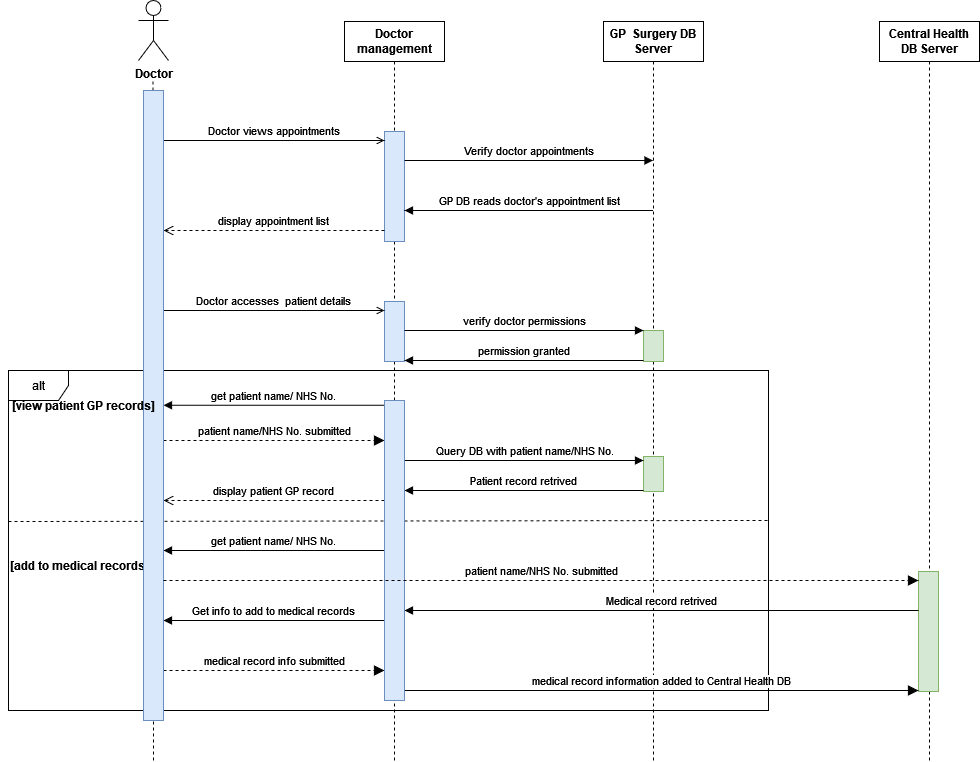 Doctor
Doctor
management
GP  Surgery DB
Server
Central Health
DB Server
Doctor views appointments
Verify doctor appointments
GP DB reads doctor's appointment list
display appointment list
Doctor accesses  patient details
verify doctor permissions
permission granted
alt
[view patient GP records]
get patient name/ NHS No.
patient name/NHS No. submitted
Query DB with patient name/NHS No.
Patient record retrived
display patient GP record
get patient name/ NHS No.
[add to medical records
patient name/NHS No. submitted
Medical record retrived
Get info to add to medical records
medical record info submitted
medical record information added to Central Health DB